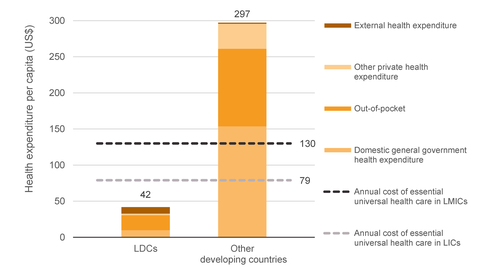 Health expenditure per capita (US$)
300
250
200
150
100
50
0
297
42
130
79
LDCs
Other
developing countries
External health expenditure
Other private health
expenditure
Out-of-pocket
Domestic general government
health expenditure
Annual cost of essential
universal health care in LMICs
Annual cost of essential
universal health care in LICs